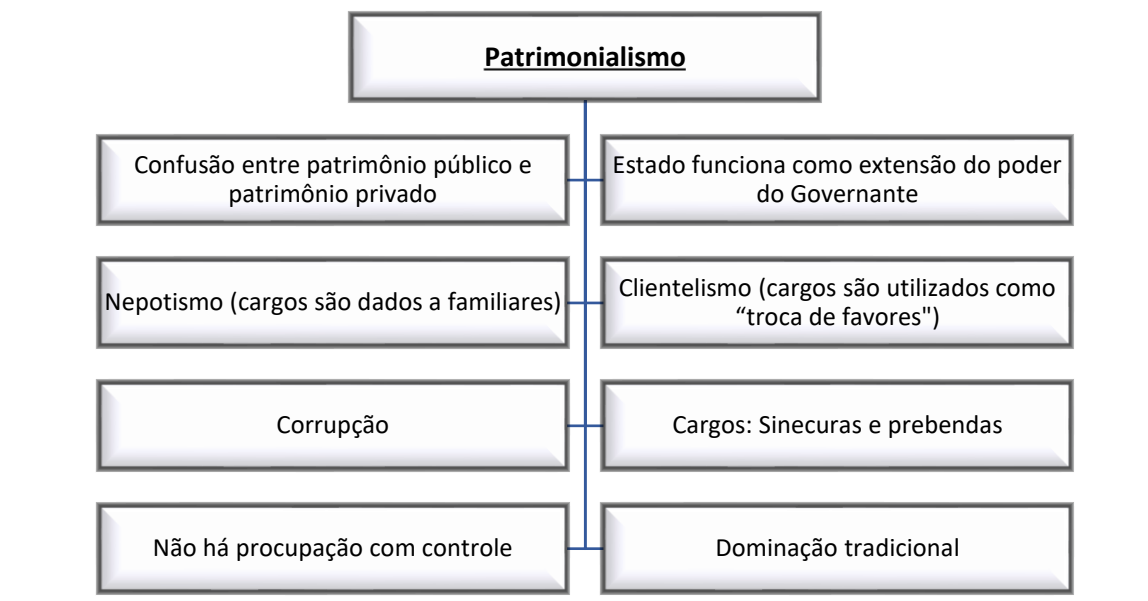 Patrimonialismo
Confusão entre patrimônio público e
patrimônio privado
Estado funciona como extensão do poder
do Governante
Nepotismo (cargos são dados a familiares)
Clientelismo (cargos são utilizados como
“troca de favores")
Corrupção
Cargos: Sinecuras e prebendas
Não há procupação com controle
Dominação tradicional